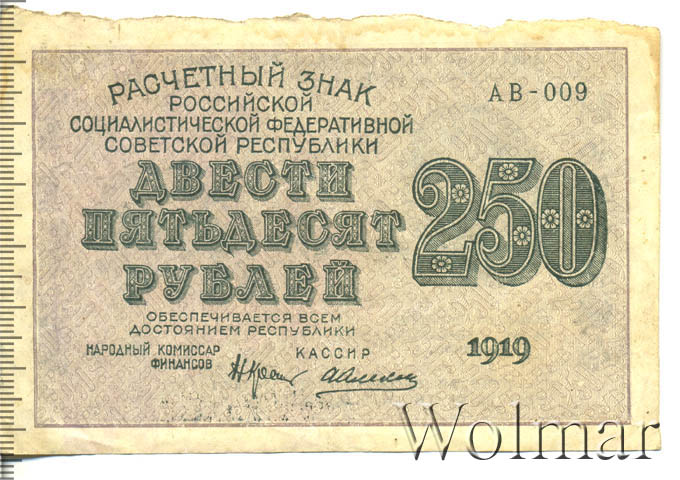 РАСЧЕТНЫЙ ЗНАК
РОССИЙСКОЙ
СОЦИАЛИСТИЧЕСКОЙ ФЕДЕРАТИВНОЙ
СОВЕТСКОЙ РЕСПУБЛИКИ
АВ-009
ДВЕСТИ
ПЯТЬДЕСЯТ
РУБЛЕЙ
250
ОБЕСПЕЧИВАЕТСЯ ВСЕМ
ДОСТОЯНИЕМ РЕСПУБЛИКИ
НАРОДНЫЙ КОМИССАР
ФИНАНСОВ
КАССИР
1919
Wolmar